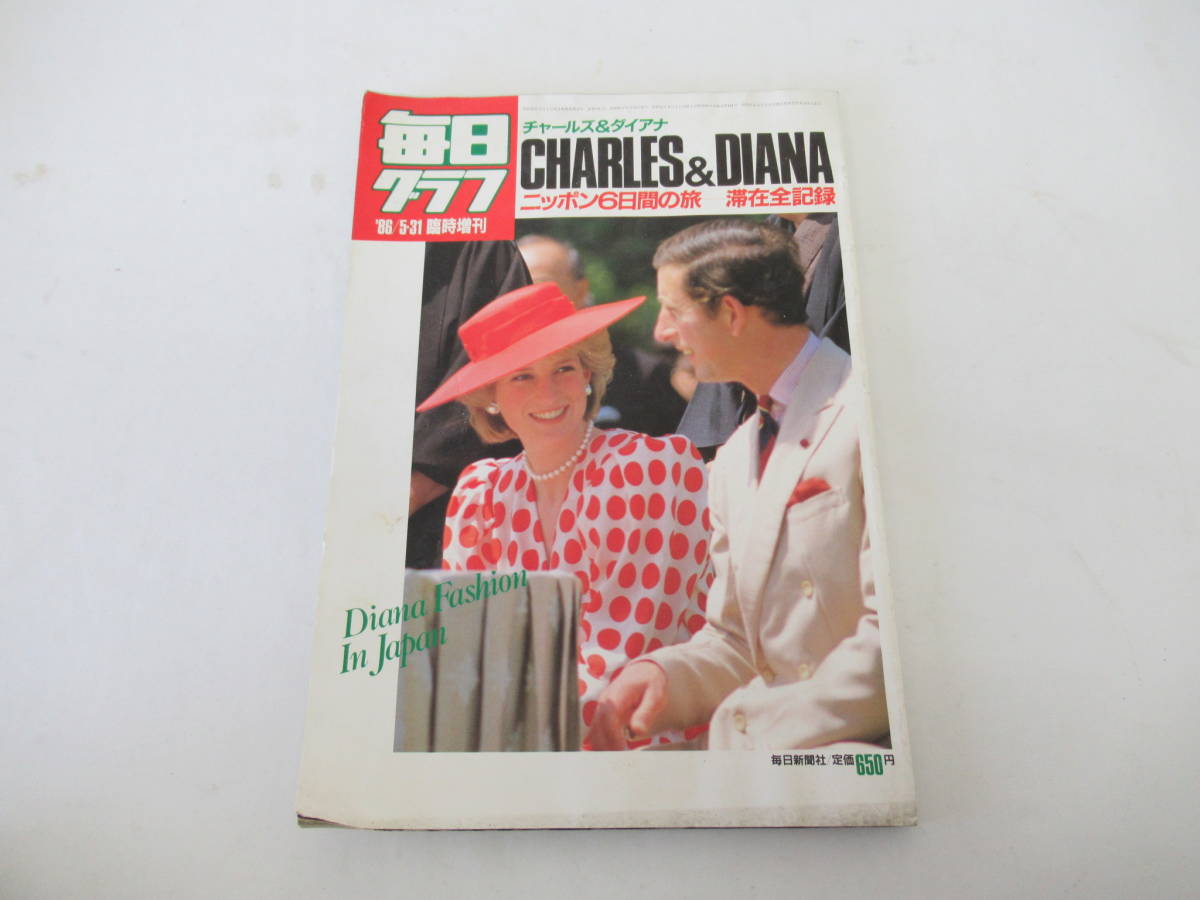 毎日
グラフ
'86/5・31 臨時増刊
チャールズ&ダイアナ
CHARLES&DIANA
ニッポン6日間の旅 滞在全記録
Diana Fashion
In Japan
毎日新聞社/定価650円